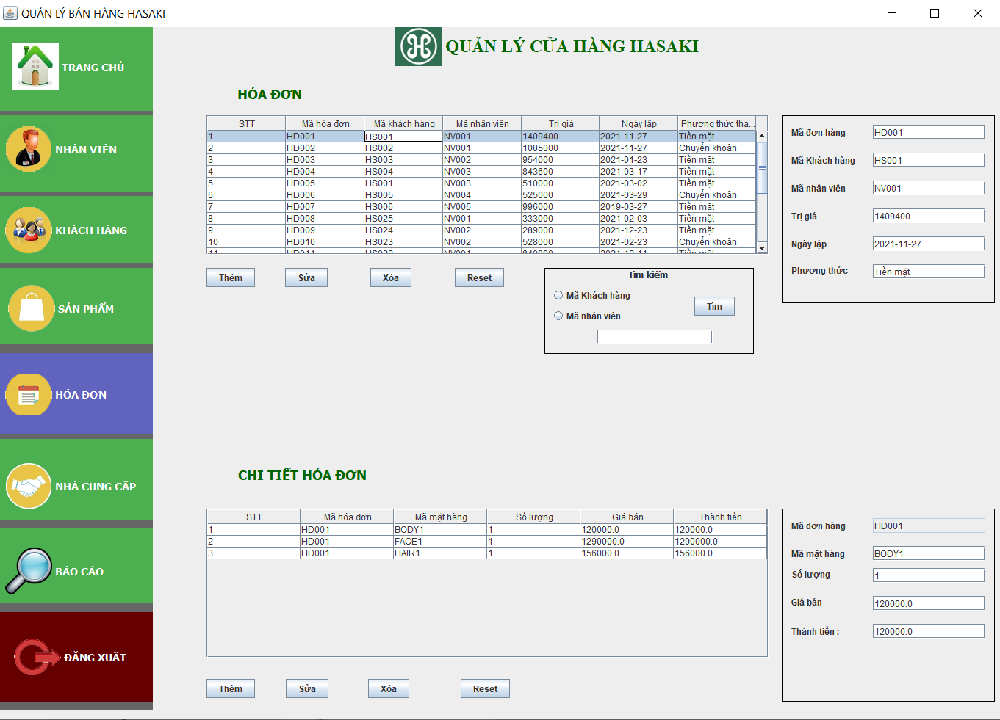 QUẢN LÝ BÁN HÀNG HASAKI
TRANG CHỦ
NHÂN VIÊN
KHÁCH HÀNG
SẢN PHẨM
HÓA ĐƠN
NHÀ CUNG CẤP
BÁO CÁO
ĐĂNG XUẤT
QUẢN LÝ CỬA HÀNG HASAKI
HÓA ĐƠN
STT Mã hóa đơn Mã khách hàng Mã nhân viên Trị giá Ngày lập Phương thức tha...
1 HD001 HS001 NV001 1409400 2021-11-27 Tiền mặt
2 HD002 HS002 NV001 1085000 2021-11-27 Chuyển khoản
3 HD003 HS003 NV002 954000 2021-01-23 Tiền mặt
4 HD004 HS004 NV003 843600 2021-03-17 Tiền mặt
5 HD005 HS001 NV003 510000 2021-03-02 Tiền mặt
6 HD006 HS005 NV004 525000 2021-03-29 Chuyển khoản
7 HD007 HS006 NV005 996000 2019-03-27 Tiền mặt
8 HD008 HS025 NV001 333000 2021-02-03 Tiền mặt
9 HD009 HS024 NV002 289000 2021-12-23 Tiền mặt
10 HD010 HS023 NV002 528000 2021-02-23 Chuyển khoản
Mã đơn hàng HD001
Mã Khách hàng HS001
Mã nhân viên NV001
Trị giá 1409400
Ngày lập 2021-11-27
Phương thức Tiền mặt
Thêm Sửa Xóa Reset
Tìm kiếm
Mã Khách hàng
Mã nhân viên
Tìm
CHI TIẾT HÓA ĐƠN
STT Mã hóa đơn Mã mặt hàng Số lượng Giá bán Thành tiền
1 HD001 BODY1 1 120000.0 120000.0
2 HD001 FACE1 1 1290000.0 1290000.0
3 HD001 HAIR1 1 156000.0 156000.0
Mã đơn hàng HD001
Mã mặt hàng BODY1
Số lượng 1
Giá bán 120000.0
Thành tiền : 120000.0
Thêm Sửa Xóa Reset